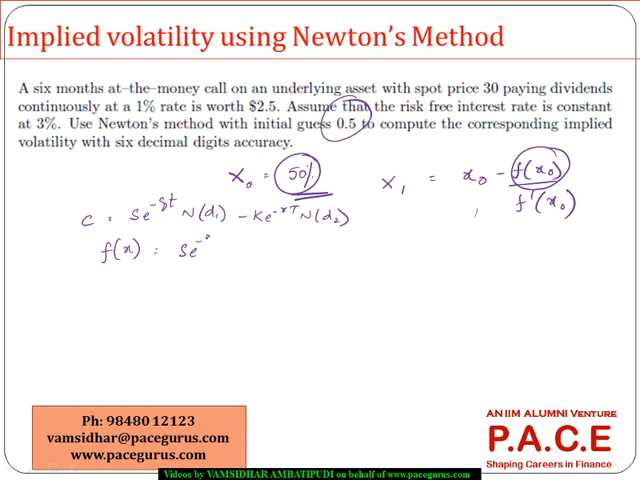 Implied volatility using Newton's Method
A six months at–the–money call on an underlying asset with spot price 30 paying dividends
continuously at a 1% rate is worth $2.5. Assume that the risk free interest rate is constant
at 3%. Use Newton's method with initial guess 0.5 to compute the corresponding implied
volatility with six decimal digits accuracy.
x₀ = 50%
x₁ = x₀ - f(x₀) / f'(x₀)
C = Se^-δt N(d₁) - Ke^-rT N(d₂)
f(x) = Se^-
Ph: 98480 12123
vamsidhar@pacegurus.com
www.pacegurus.com
AN IIM ALUMNI VENTURE
P.A.C.E
Shaping Careers in Finance
Videos by VAMSIDHAR AMBATIPUDI on behalf of www.pacegurus.com